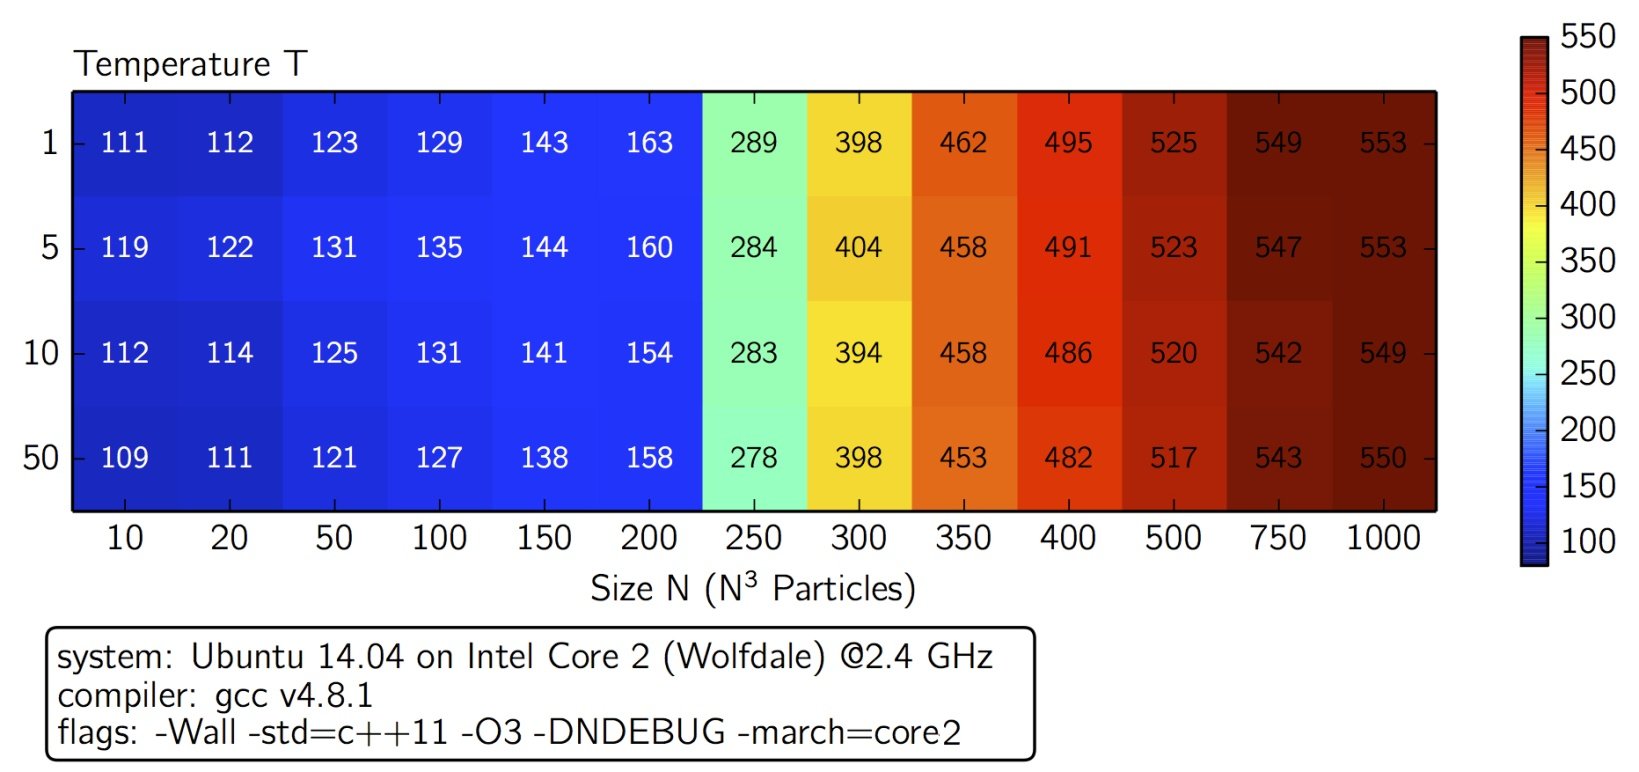 Temperature T
550
500
450
400
350
300
250
200
150
100
1 111 112 123 129 143 163 289 398 462 495 525 549 553
5 119 122 131 135 144 160 284 404 458 491 523 547 553
10 112 114 125 131 141 154 283 394 458 486 520 542 549
50 109 111 121 127 138 158 278 398 453 482 517 543 550
10 20 50 100 150 200 250 300 350 400 500 750 1000
Size N (N³ Particles)
system: Ubuntu 14.04 on Intel Core 2 (Wolfdale) @2.4 GHz
compiler: gcc v4.8.1
flags: -Wall -std=c++11 -O3 -DNDEBUG -march=core2